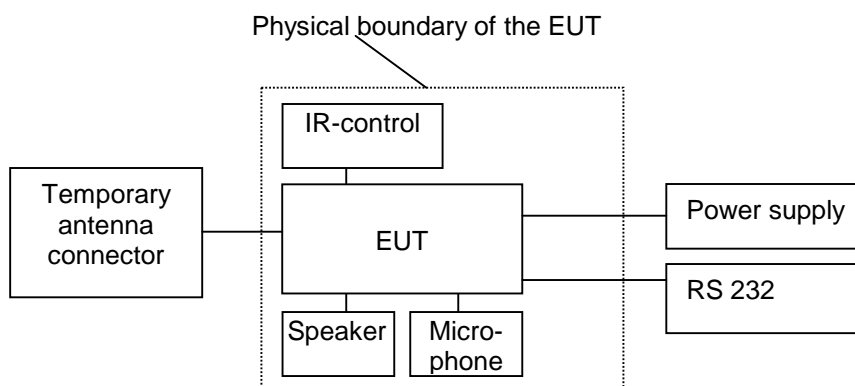 Physical boundary of the EUT
IR-control
Temporary
antenna
connector
EUT
Power supply
RS 232
Speaker
Micro-
phone